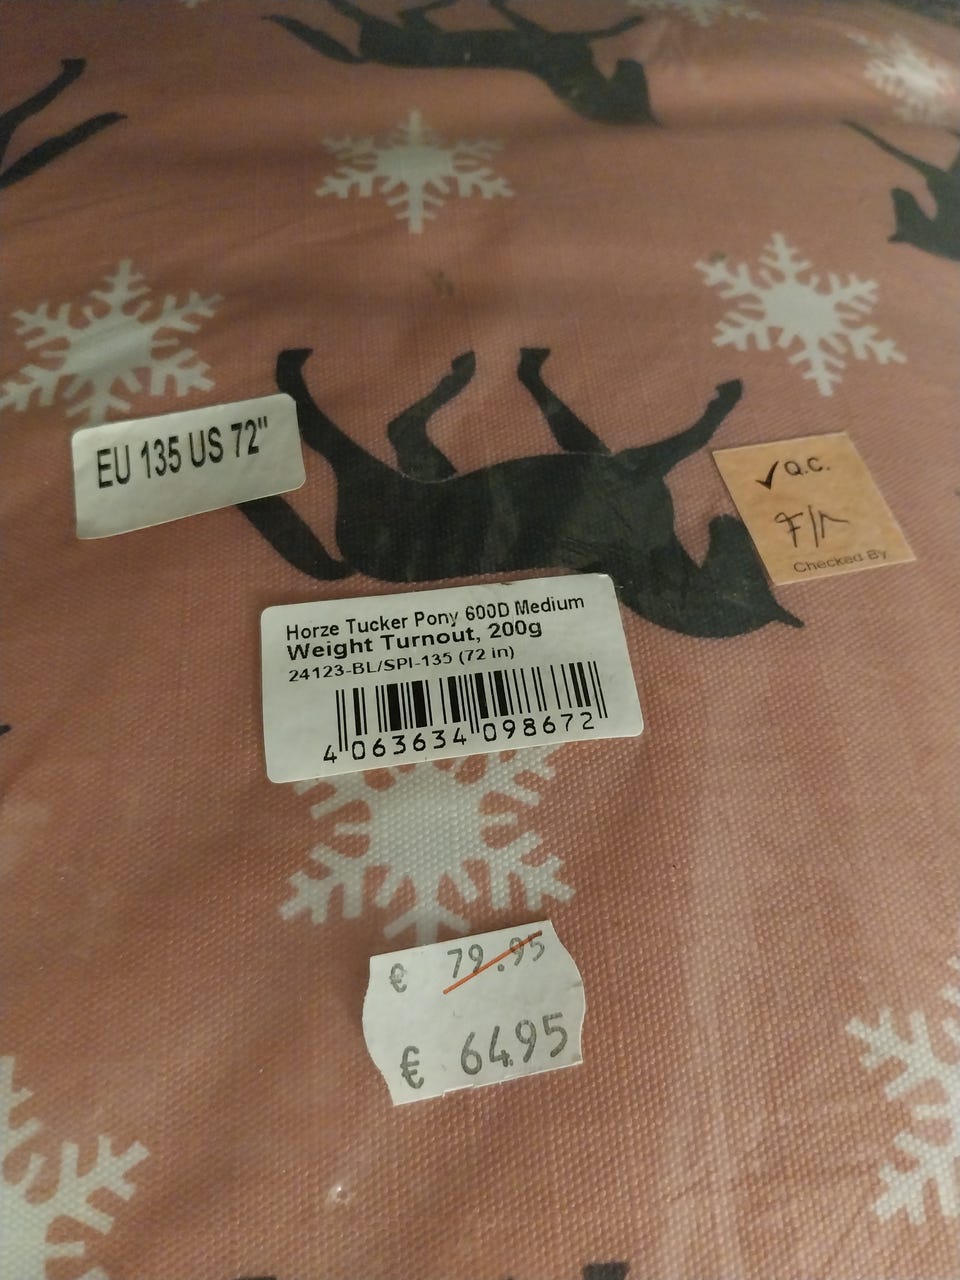 EU 135 US 72"
✓ Q.C.
Checked By
Horze Tucker Pony 600D Medium
Weight Turnout, 200g
24123-BL/SPI-135 (72 in)
4 063634 098672
€ 79.95
€ 64.95